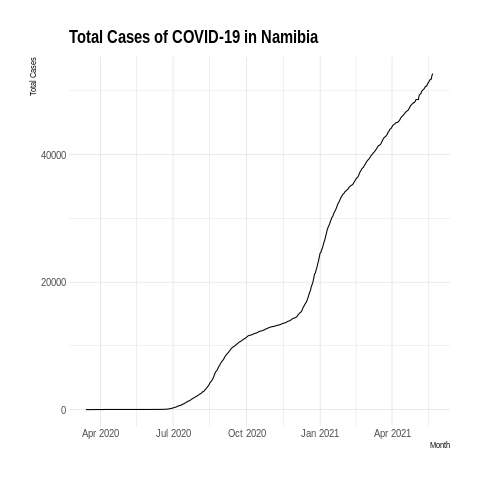 Total Cases of COVID-19 in Namibia
Total Cases
40000
20000
0
Apr 2020 Jul 2020 Oct 2020 Jan 2021 Apr 2021
Month